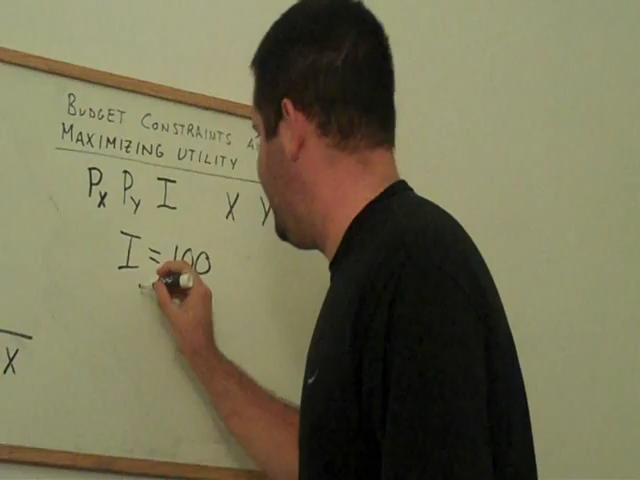 BUDGET CONSTRAINTS
MAXIMIZING UTILITY
Px Py I X Y
I = 100
X